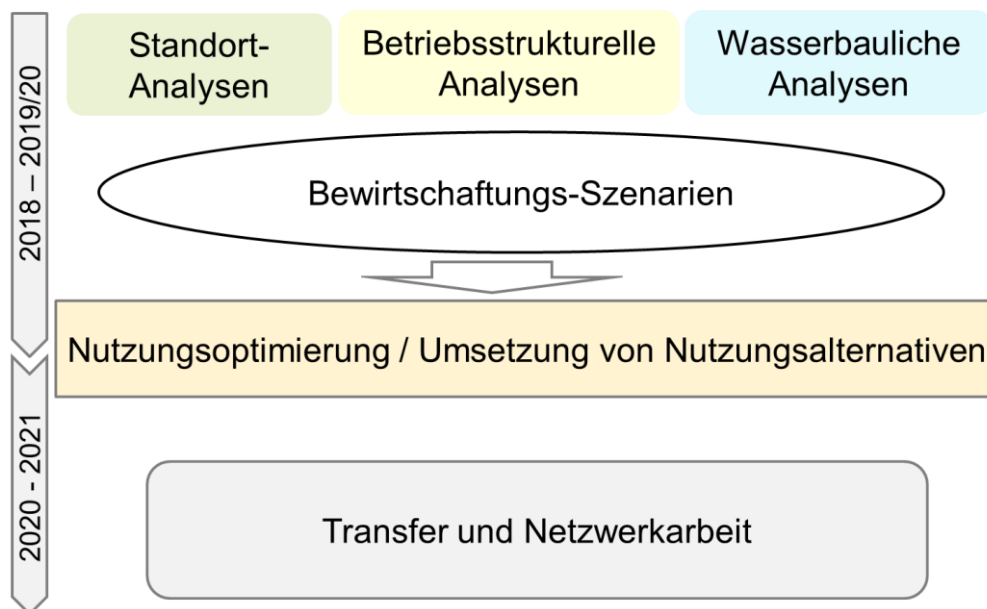 2018 – 2019/20
Standort-
Analysen
Betriebsstrukturelle
Analysen
Wasserbauliche
Analysen
Bewirtschaftungs-Szenarien
Nutzungsoptimierung / Umsetzung von Nutzungsalternativen
2020 - 2021
Transfer und Netzwerkarbeit